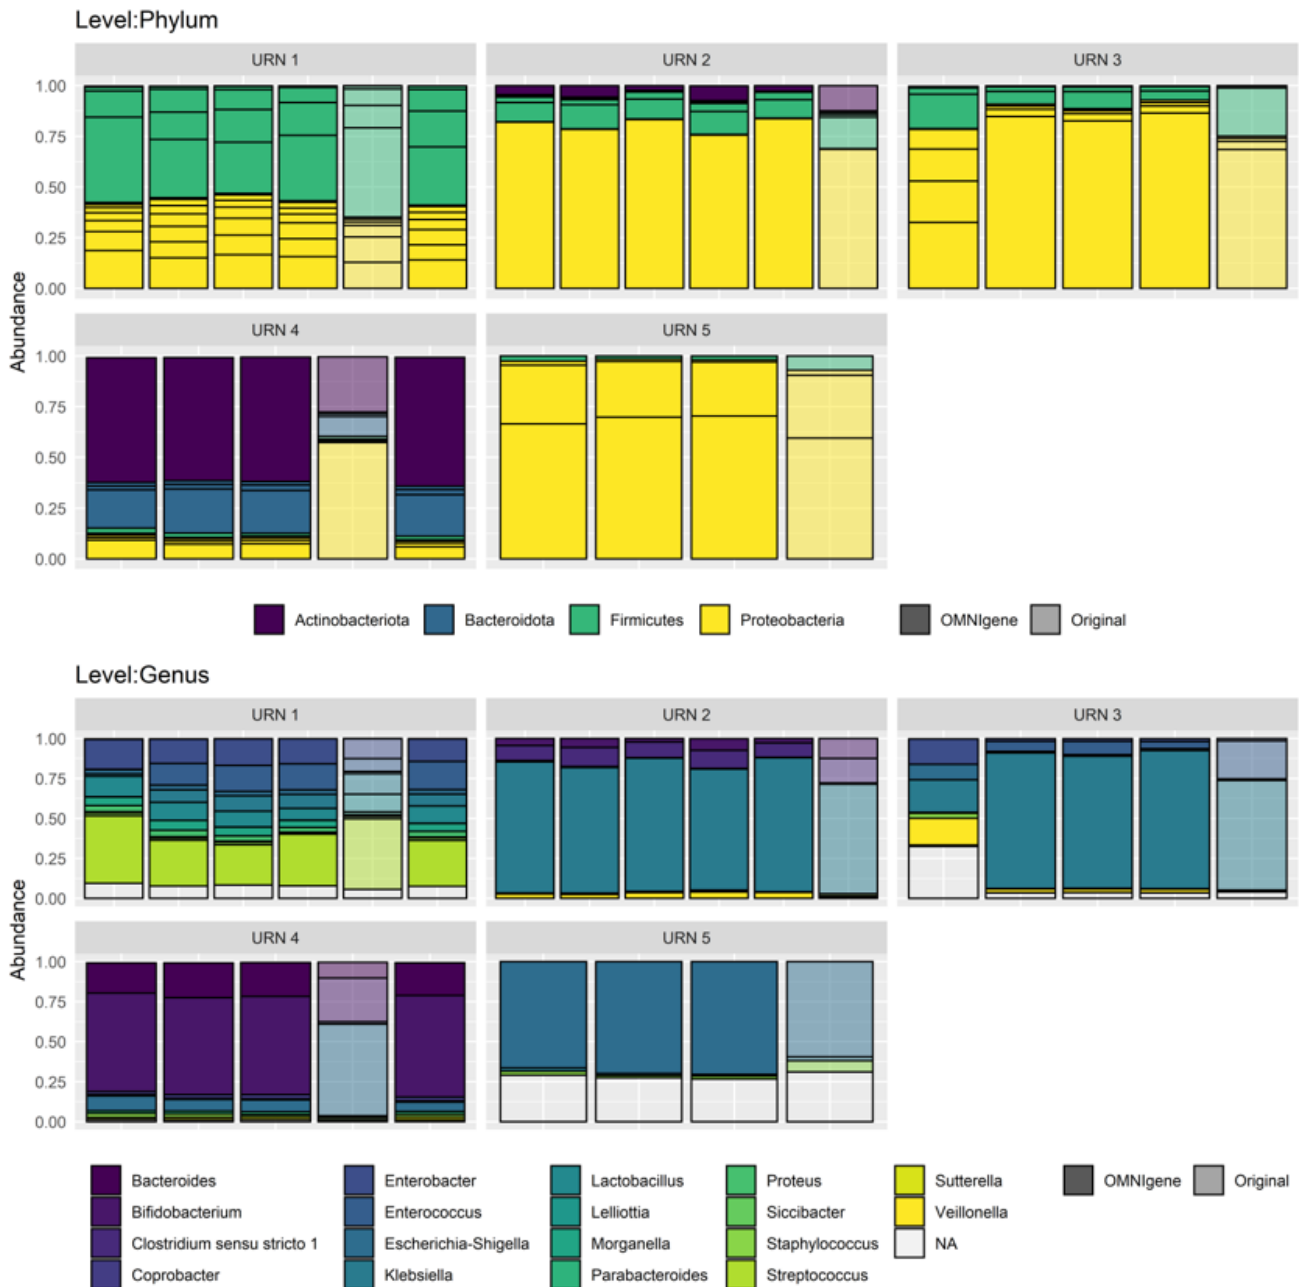 Level:Phylum
URN 1 URN 2 URN 3
1.00
0.75
0.50
0.25
0.00
URN 4 URN 5
1.00
0.75
0.50
0.25
0.00
Abundance
Actinobacteriota Bacteroidota Firmicutes Proteobacteria OMNIgene Original
Level:Genus
URN 1 URN 2 URN 3
1.00
0.75
0.50
0.25
0.00
URN 4 URN 5
1.00
0.75
0.50
0.25
0.00
Abundance
Bacteroides Enterobacter Lactobacillus Proteus Sutterella OMNIgene Original
Bifidobacterium Enterococcus Lelliottia Siccibacter Veillonella
Clostridium sensu stricto 1 Escherichia-Shigella Morganella Staphylococcus NA
Coprobacter Klebsiella Parabacteroides Streptococcus